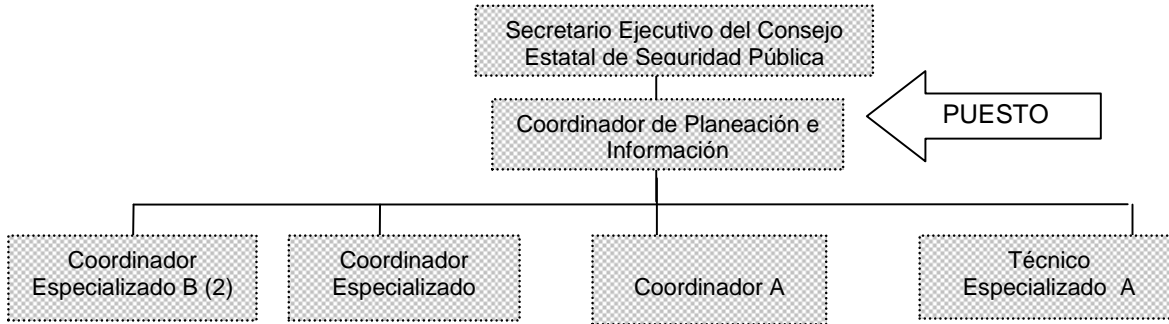 Secretario Ejecutivo del Consejo
Estatal de Seguridad Pública
Coordinador de Planeación e
Información
PUESTO
Coordinador
Especializado B (2)
Coordinador
Especializado
Coordinador A
Técnico
Especializado A